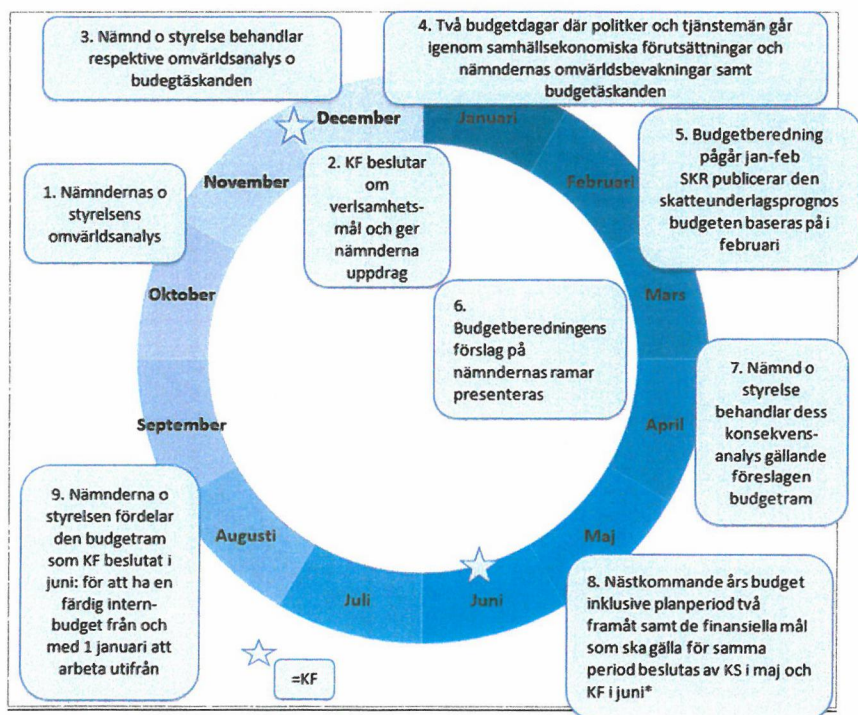 3. Nämnd o styrelse behandlar
respektive omvärldsanalys o
budegtäskanden
4. Två budgetdagar där politker och tjänstemän går
igenom samhällsekonomiska förutsättningar och
nämndernas omvärldsbevakningar samt
budgetäskanden
December
Januari
5. Budgetberedning
pågår jan-feb
SKR publicerar den
skatteunderlagsprognos
budgeten baseras på i
februari
November
Februari
2. KF beslutar
om
verlsamhets-
mål och ger
nämnderna
uppdrag
1. Nämndernas o
styrelsens
omvärldsanalys
Oktober
Mars
6.
Budgetberedningens
förslag på
nämndernas ramar
presenteras
September
April
7. Nämnd o
styrelse
behandlar dess
konsekvens-
analys gällande
föreslagen
budgetram
9. Nämnderna o
styrelsen fördelar
den budgetram
som KF beslutat i
juni: för att ha en
färdig intern-
budget från och
med 1 januari att
arbeta utifrån
Augusti
Maj
Juli
Juni
8. Nästkommande års budget
inklusive planperiod två
framåt samt de finansiella mål
som ska gälla för samma
period beslutas av KS i maj och
KF i juni*
=KF